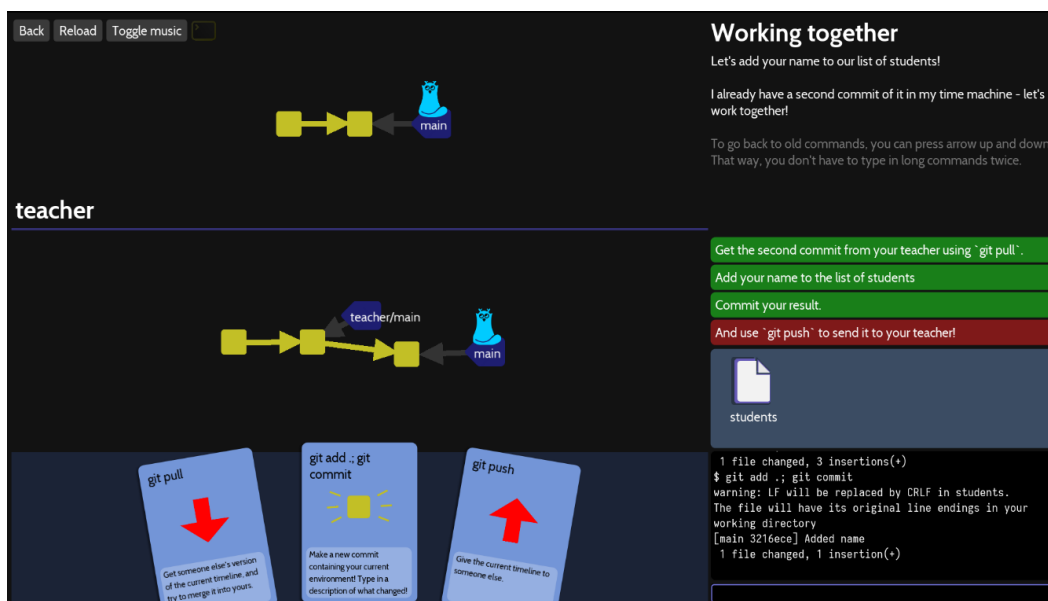 Back Reload Toggle music
Working together
Let's add your name to our list of students!
I already have a second commit of it in my time machine - let's
work together!
To go back to old commands, you can press arrow up and down
That way, you don't have to type in long commands twice.
main
teacher
teacher/main
main
Get the second commit from your teacher using `git pull`.
Add your name to the list of students
Commit your result.
And use `git push` to send it to your teacher!
students
git pull
Get someone else's version
of the current timeline, and
try to merge it into yours.
git add .; git
commit
Make a new commit
containing your current
environment! Type in a
description of what changed!
git push
Give the current timeline to
someone else.
1 file changed, 3 insertions(+)
$ git add .; git commit
warning: LF will be replaced by CRLF in students.
The file will have its original line endings in your
working directory
[main 3216ece] Added name
1 file changed, 1 insertion(+)